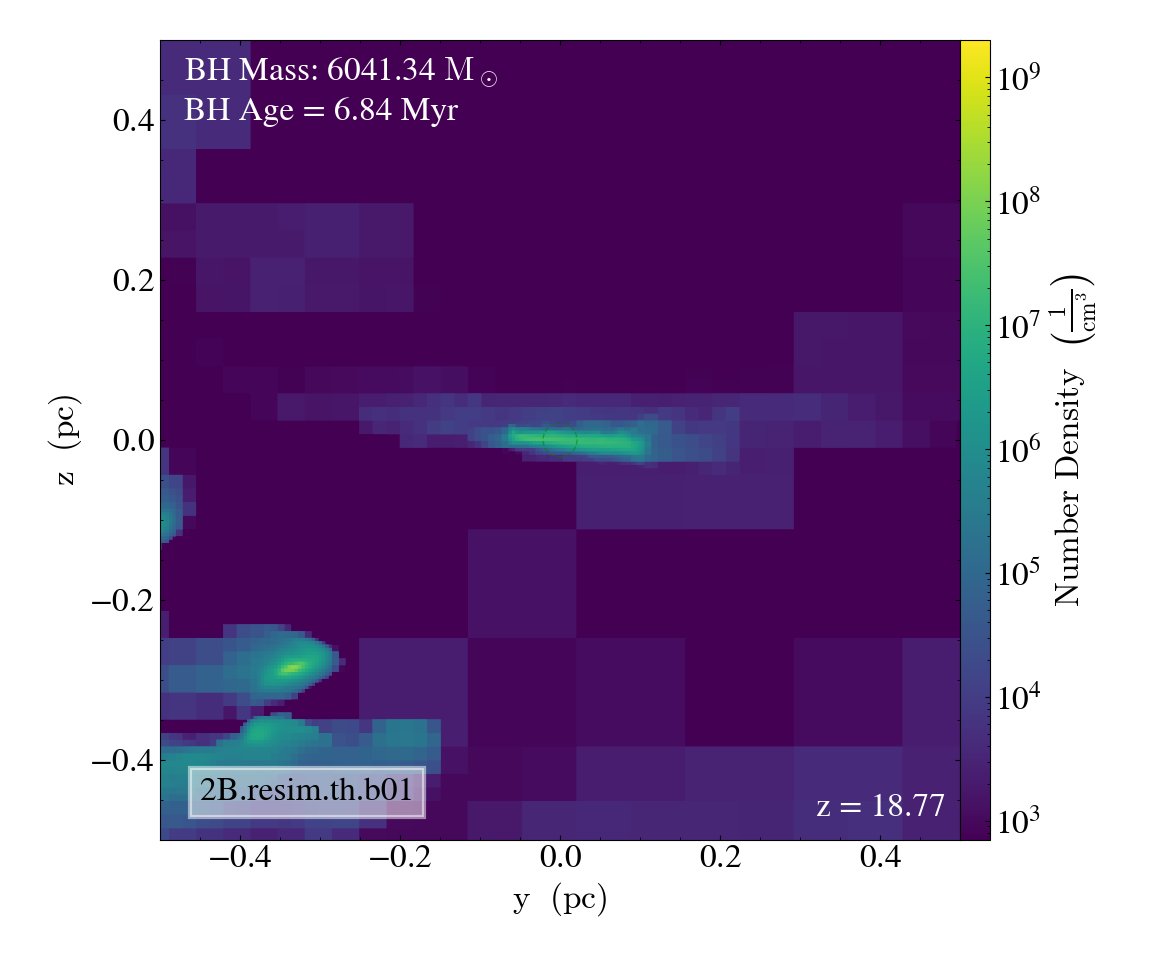 BH Mass: 6041.34 M⊙
BH Age = 6.84 Myr
0.4
0.2
0.0
−0.2
−0.4
z (pc)
2B.resim.th.b01
z = 18.77
−0.4 −0.2 0.0 0.2 0.4
y (pc)
10⁹
10⁸
10⁷
10⁶
10⁵
10⁴
10³
Number Density (1/cm³)